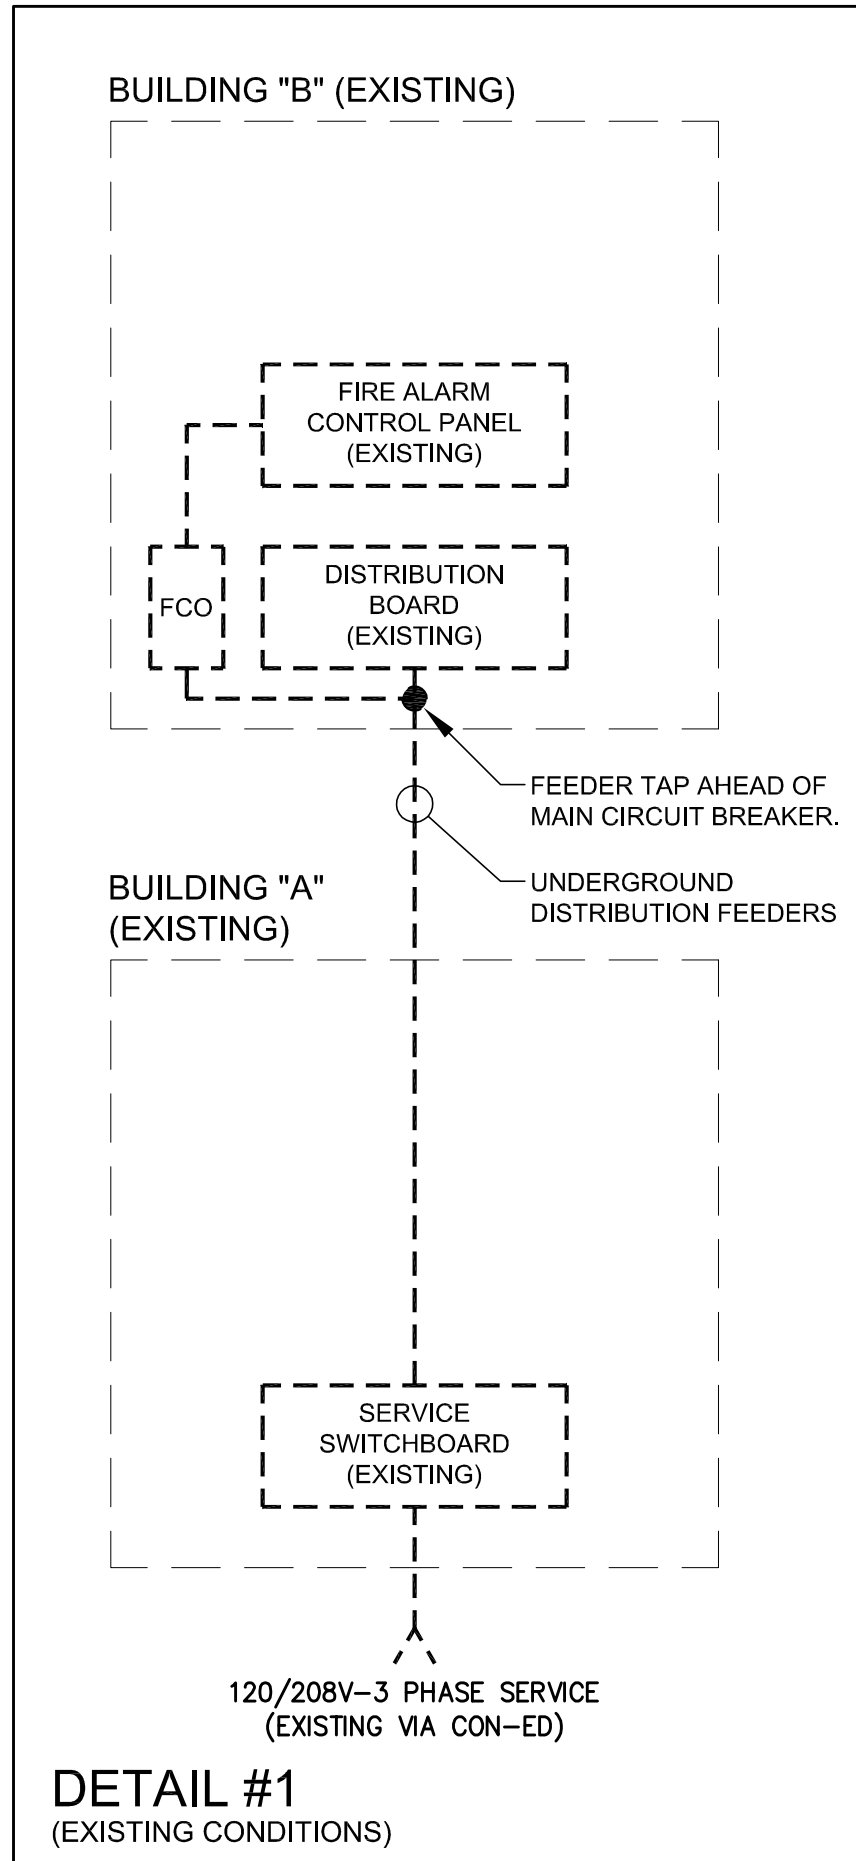 BUILDING "B" (EXISTING)
FIRE ALARM
CONTROL PANEL
(EXISTING)
FCO
DISTRIBUTION
BOARD
(EXISTING)
FEEDER TAP AHEAD OF
MAIN CIRCUIT BREAKER.
UNDERGROUND
DISTRIBUTION FEEDERS
BUILDING "A"
(EXISTING)
SERVICE
SWITCHBOARD
(EXISTING)
120/208V-3 PHASE SERVICE
(EXISTING VIA CON-ED)
DETAIL #1
(EXISTING CONDITIONS)